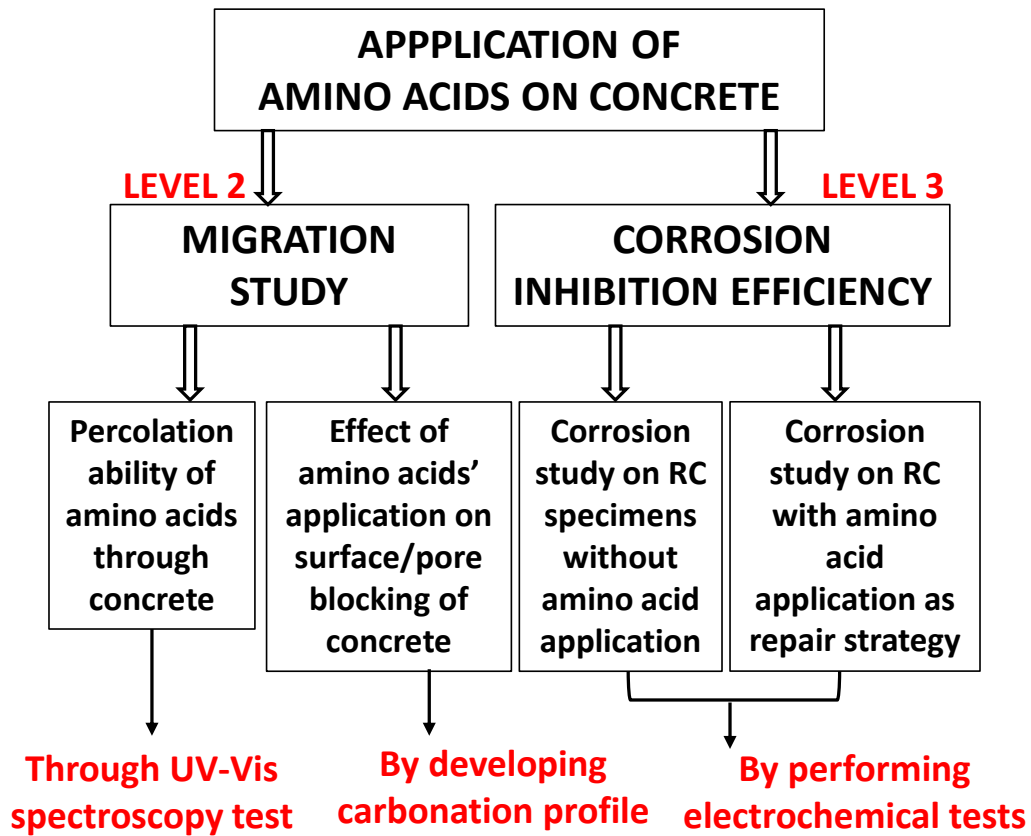 APPPLICATION OF
AMINO ACIDS ON CONCRETE
LEVEL 2
LEVEL 3
MIGRATION
STUDY
CORROSION
INHIBITION EFFICIENCY
Percolation
ability of
amino acids
through
concrete
Effect of
amino acids’
application on
surface/pore
blocking of
concrete
Corrosion
study on RC
specimens
without
amino acid
application
Corrosion
study on RC
with amino
acid
application as
repair strategy
Through UV-Vis
spectroscopy test
By developing
carbonation profile
By performing
electrochemical tests